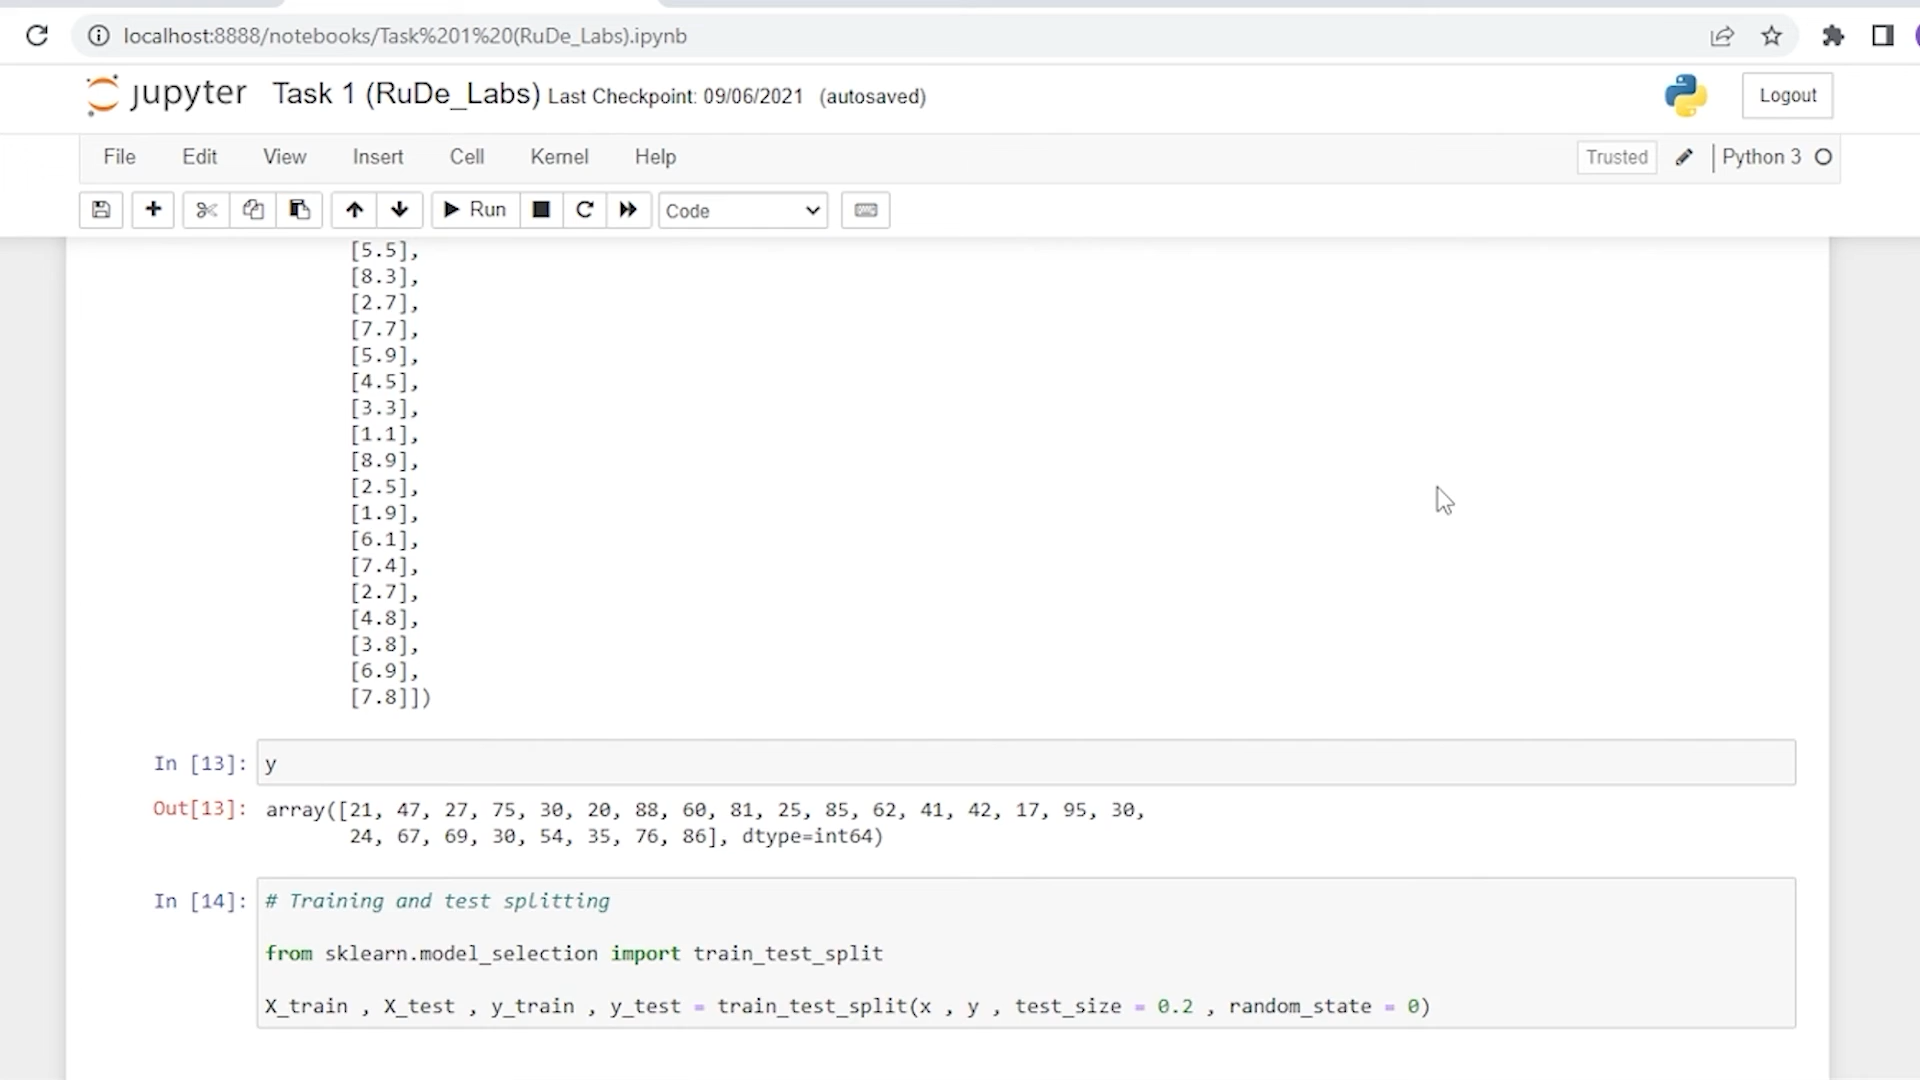 localhost:8888/notebooks/Task%201%20(RuDe_Labs).ipynb
jupyter Task 1 (RuDe_Labs) Last Checkpoint: 09/06/2021 (autosaved)
Logout
File Edit View Insert Cell Kernel Help
Trusted Python 3
Run Code
[5.5],
[8.3],
[2.7],
[7.7],
[5.9],
[4.5],
[3.3],
[1.1],
[8.9],
[2.5],
[1.9],
[6.1],
[7.4],
[2.7],
[4.8],
[3.8],
[6.9],
[7.8]])
In [13]: y
Out[13]: array([21, 47, 27, 75, 30, 20, 88, 60, 81, 25, 85, 62, 41, 42, 17, 95, 30,
24, 67, 69, 30, 54, 35, 76, 86], dtype=int64)
In [14]: # Training and test splitting
from sklearn.model_selection import train_test_split
X_train , X_test , y_train , y_test = train_test_split(x , y , test_size = 0.2 , random_state = 0)